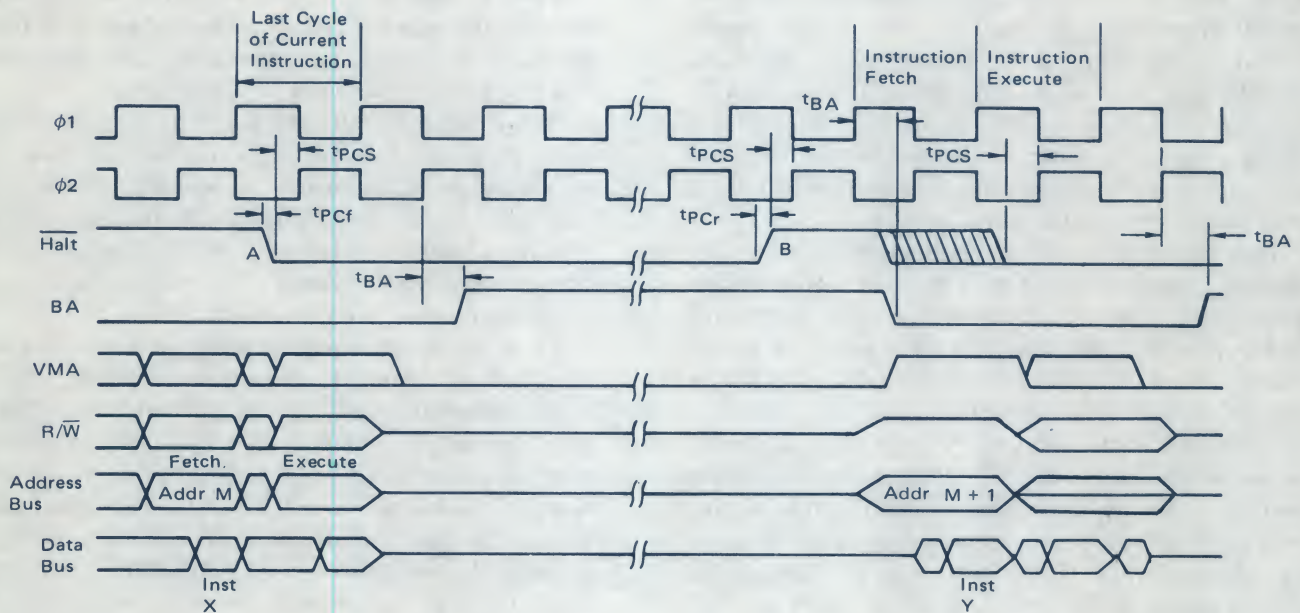 Last Cycle
of Current
Instruction
Instruction
Fetch
Instruction
Execute
tBA
ϕ1
tPCS
tPCS
tPCS
ϕ2
tPCf
tPCr
Halt
A
B
tBA
tBA
BA
VMA
R/W
Fetch.
Execute
Address
Bus
Addr M
Addr M + 1
Data
Bus
Inst
X
Inst
Y